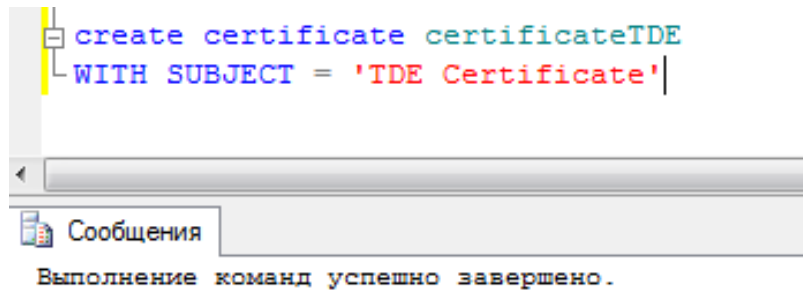 create certificate certificateTDE
WITH SUBJECT = 'TDE Certificate'
Сообщения
Выполнение команд успешно завершено.